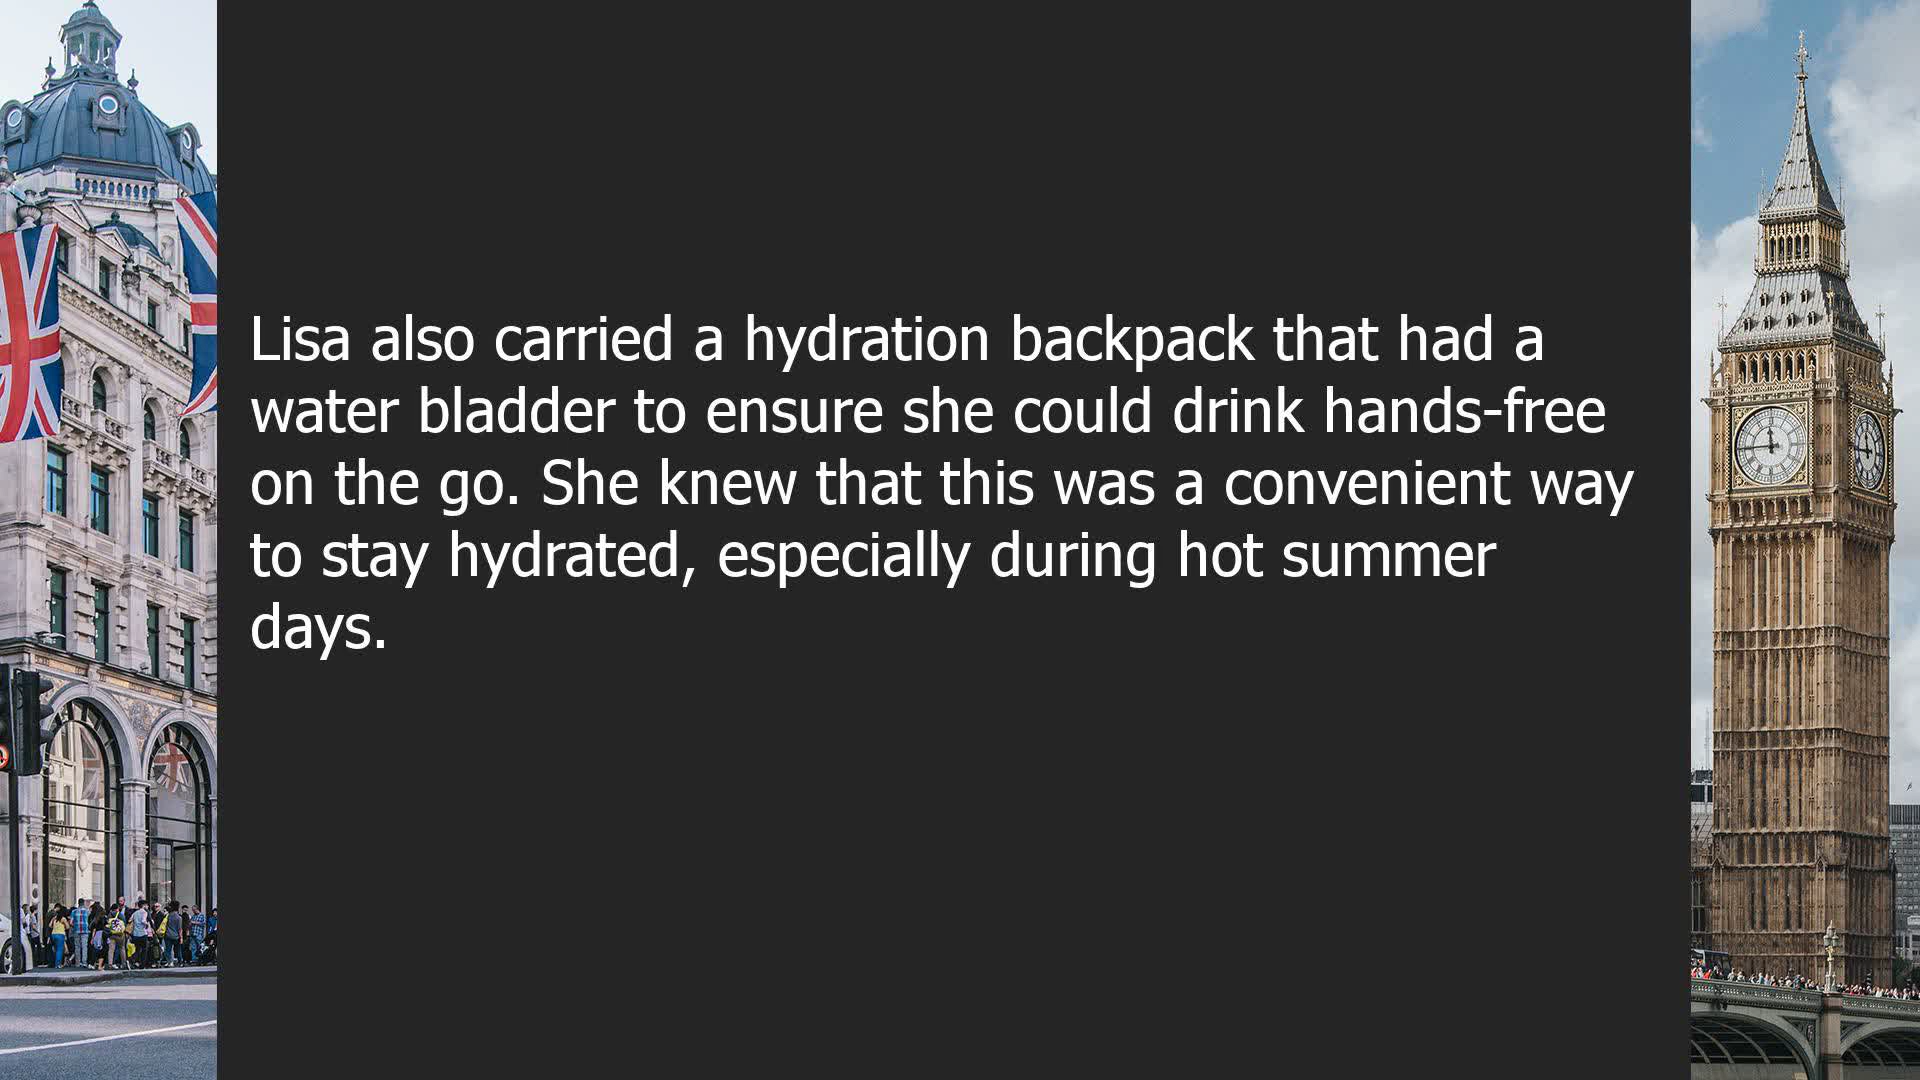 Lisa also carried a hydration backpack that had a
water bladder to ensure she could drink hands-free
on the go. She knew that this was a convenient way
to stay hydrated, especially during hot summer
days.